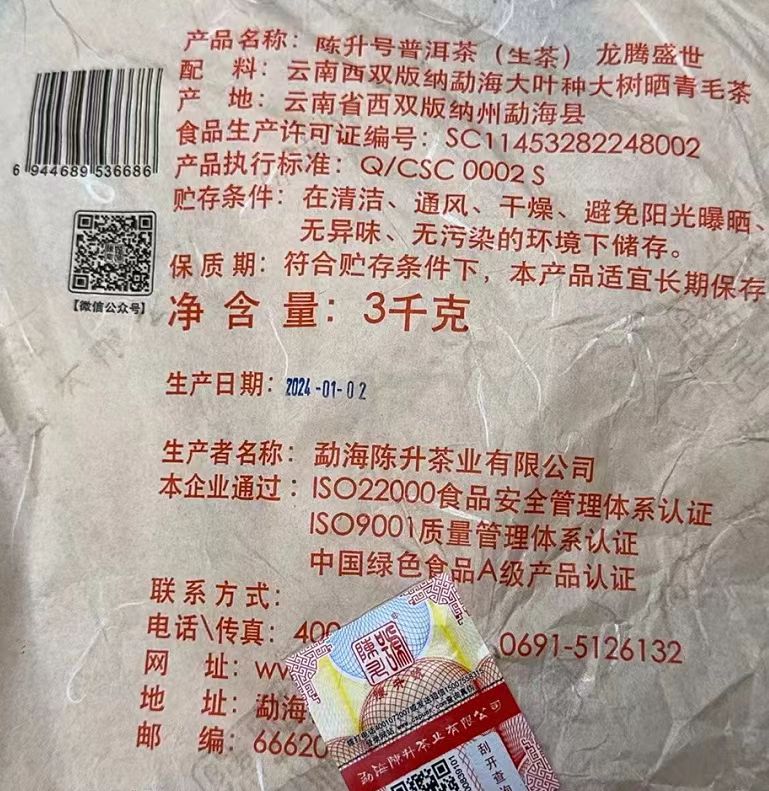 产品名称：陈升号普洱茶（生茶） 龙腾盛世
配　料：云南西双版纳勐海大叶种大树晒青毛茶
产　地：云南省西双版纳州勐海县
食品生产许可证编号：SC11453282248002
产品执行标准：Q/CSC 0002 S
贮存条件：在清洁、通风、干燥、避免阳光曝晒、
无异味、无污染的环境下储存。
保质期：符合贮存条件下，本产品适宜长期保存
净含量：3千克
6 944689 536686
【微信公众号】
生产日期：2024-01-02
生产者名称：勐海陈升茶业有限公司
本企业通过：ISO22000食品安全管理体系认证
ISO9001质量管理体系认证
中国绿色食品A级产品认证
联系方式：
电话\传真：400 0691-5126132
网　址：ww
地　址：勐海
邮　编：66620
陈升号
勐海陈升茶业有限公司
刮开查询